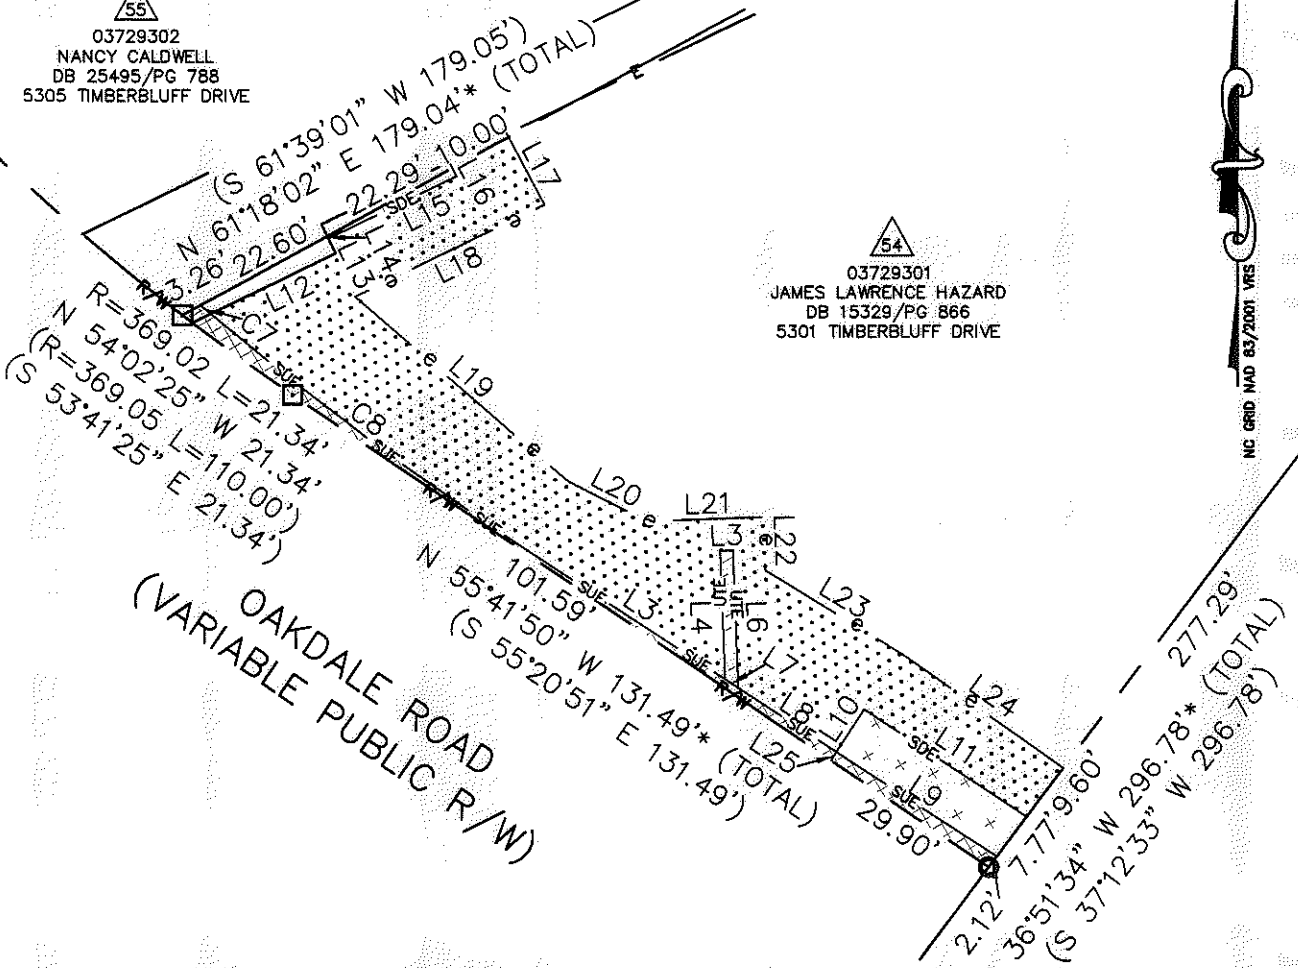 55
03729302
NANCY CALDWELL
DB 25495/PG 788
5305 TIMBERBLUFF DRIVE
(S 61°39'01" W 179.05')
N 61°18'02" E 179.04'* (TOTAL)
3.26' 22.60' 22.29' 10.00'
E
L17
SDE
L16
L15
L14
L13
L12
e
L18
e
54
03729301
JAMES LAWRENCE HAZARD
DB 15329/PG 866
5301 TIMBERBLUFF DRIVE
NC GRID NAD 83/2001 VRS
R/W
C7
SUE
R=369.02 L=21.34'
N 54°02'25" W 21.34'
(R=369.05 L=110.00')
(S 53°41'25" E 21.34')
C8
e
L19
e
SUE
R/W
SUE
L20
e
L21
L3
L22
e
L23
e
L24
e
UTE
UTE
L4
L6
L7
SUE
L3
SUE
R/W
L8
SUE
L10
SDE
L11
L9
SUE
L25
101.59'
N 55°41'50" W 131.49'* (TOTAL)
(S 55°20'51" E 131.49')
29.90'
OAKDALE ROAD
(VARIABLE PUBLIC R/W)
277.29'
2.12' 7.77' 9.60'
36°51'34" W 296.78'* (TOTAL)
(S 37°12'33" W 296.78')